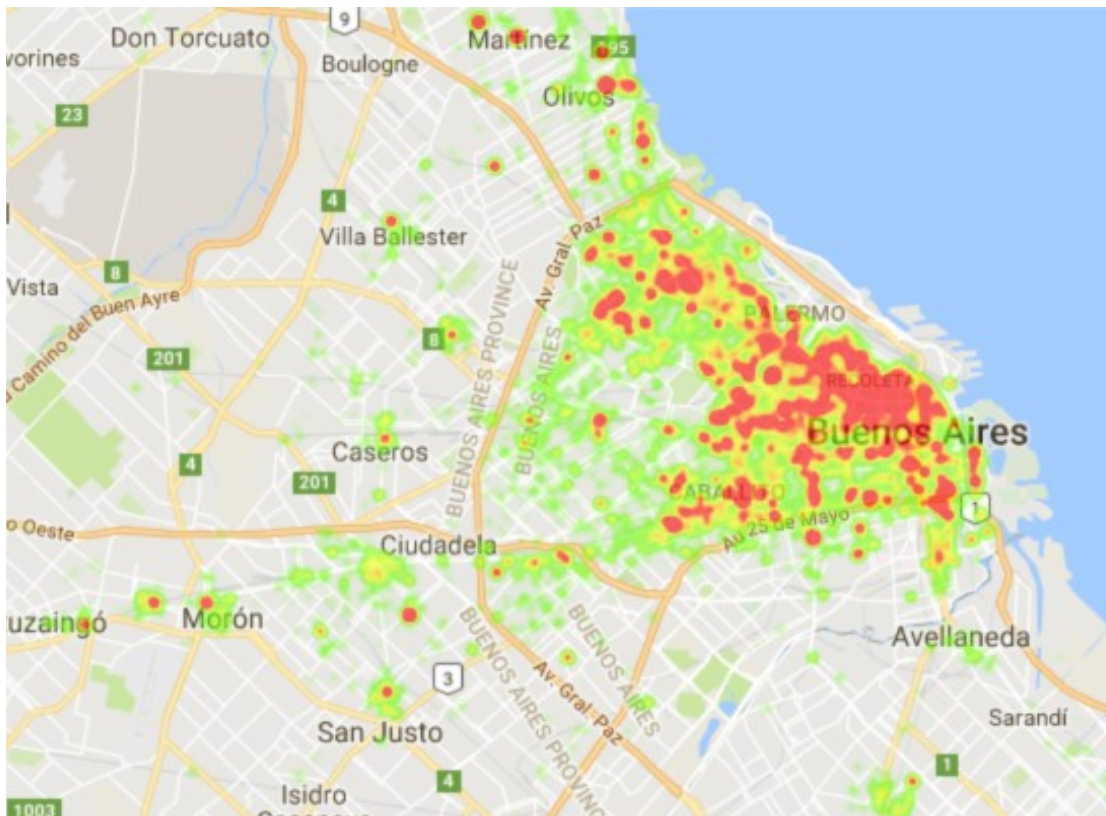 9
Don Torcuato
Martínez
vorines
Boulogne
Olivos
23
4
Villa Ballester
Av. Gral. Paz
8
Vista
Camino del Buen Ayre
BUENOS AIRES PROVINCE
PALERMO
8
201
BUENOS AIRES
RECOLETA
Buenos Aires
Caseros
4
201
CABALLITO
1
o Oeste
Au 25 de Mayo
Ciudadela
uzaingó
Morón
BUENOS AIRES
Avellaneda
3
BUENOS AIRES PROVINC
Av. Gral. Paz
Sarandí
San Justo
4
1
Isidro
1003